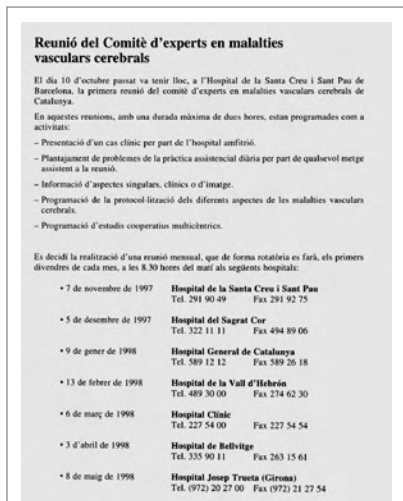 Reunió del Comitè d'experts en malalties
vasculars cerebrals
El dia 10 d'octubre passat va tenir lloc, a l'Hospital de la Santa Creu i Sant Pau de
Barcelona, la primera reunió del comitè d'experts en malalties vasculars cerebrals de
Catalunya.
En aquestes reunions, amb una durada màxima de dues hores, estan programades com a
activitats:
– Presentació d'un cas clínic per part de l'hospital amfitrió.
– Plantajament de problemes de la pràctica assistencial diària per part de qualsevol metge
assistent a la reunió.
– Informació d'aspectes singulars, clínics o d'imatge.
– Programació de la protocol·lització dels diferents aspectes de les malalties vasculars
cerebrals.
– Programació d'estudis cooperatius multicèntrics.
Es decidí la realització d'una reunió mensual, que de forma rotatòria es farà, els primers
divendres de cada mes, a les 8.30 hores del matí als següents hospitals:
• 7 de novembre de 1997 Hospital de la Santa Creu i Sant Pau
Tel. 291 90 49 Fax 291 92 75
• 5 de desembre de 1997 Hospital del Sagrat Cor
Tel. 322 11 11 Fax 494 89 06
• 9 de gener de 1998 Hospital General de Catalunya
Tel. 589 12 12 Fax 589 26 18
• 13 de febrer de 1998 Hospital de la Vall d'Hebrón
Tel. 489 30 00 Fax 274 62 30
• 6 de març de 1998 Hospital Clínic
Tel. 227 54 00 Fax 227 54 54
• 3 d'abril de 1998 Hospital de Bellvitge
Tel. 335 90 11 Fax 263 15 61
• 8 de maig de 1998 Hospital Josep Trueta (Girona)
Tel. (972) 20 27 00 Fax (972) 21 27 54